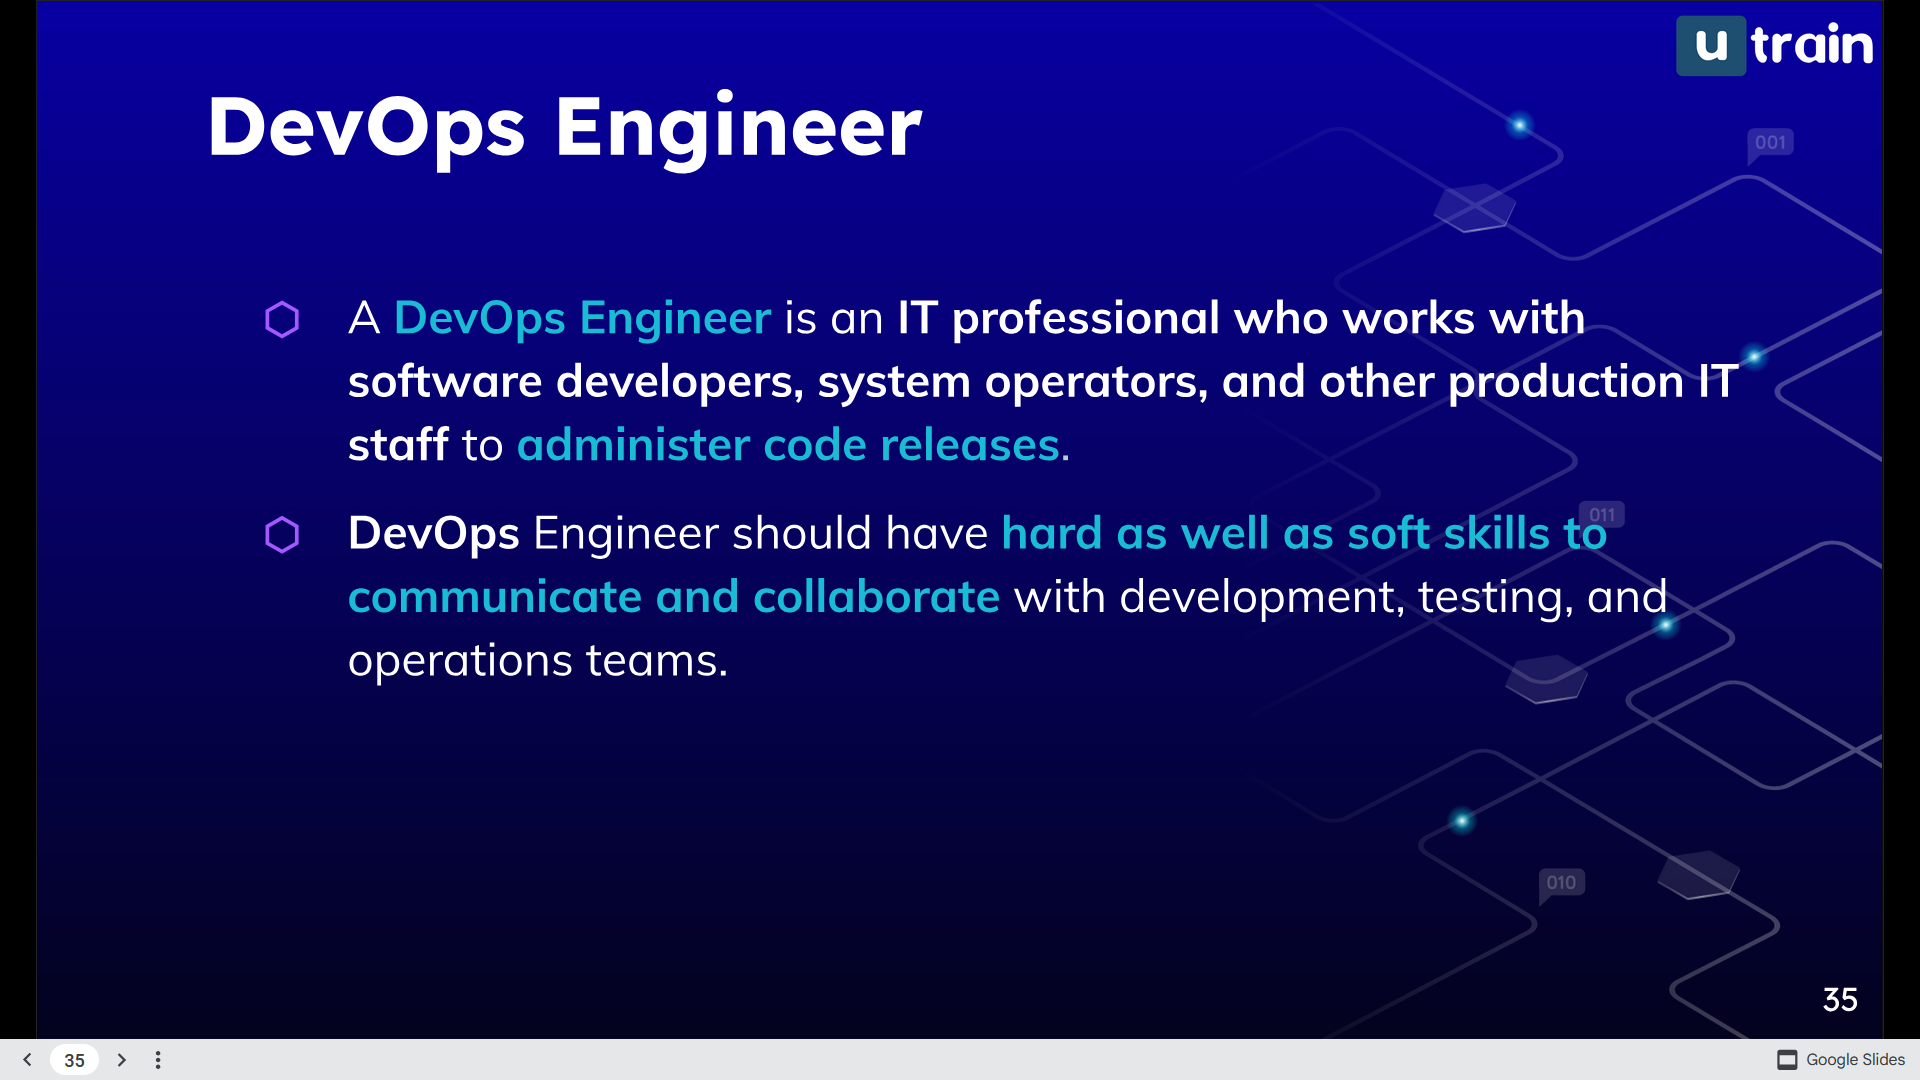 u train
DevOps Engineer
001
A DevOps Engineer is an IT professional who works with
software developers, system operators, and other production IT
staff to administer code releases.
011
DevOps Engineer should have hard as well as soft skills to
communicate and collaborate with development, testing, and
operations teams.
010
35
35
Google Slides